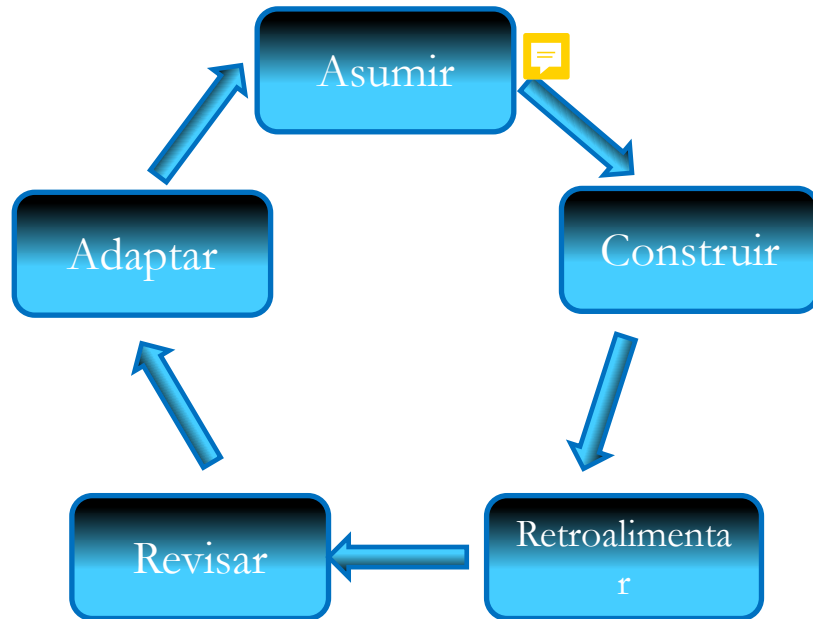 Asumir
Construir
Retroalimenta
r
Revisar
Adaptar